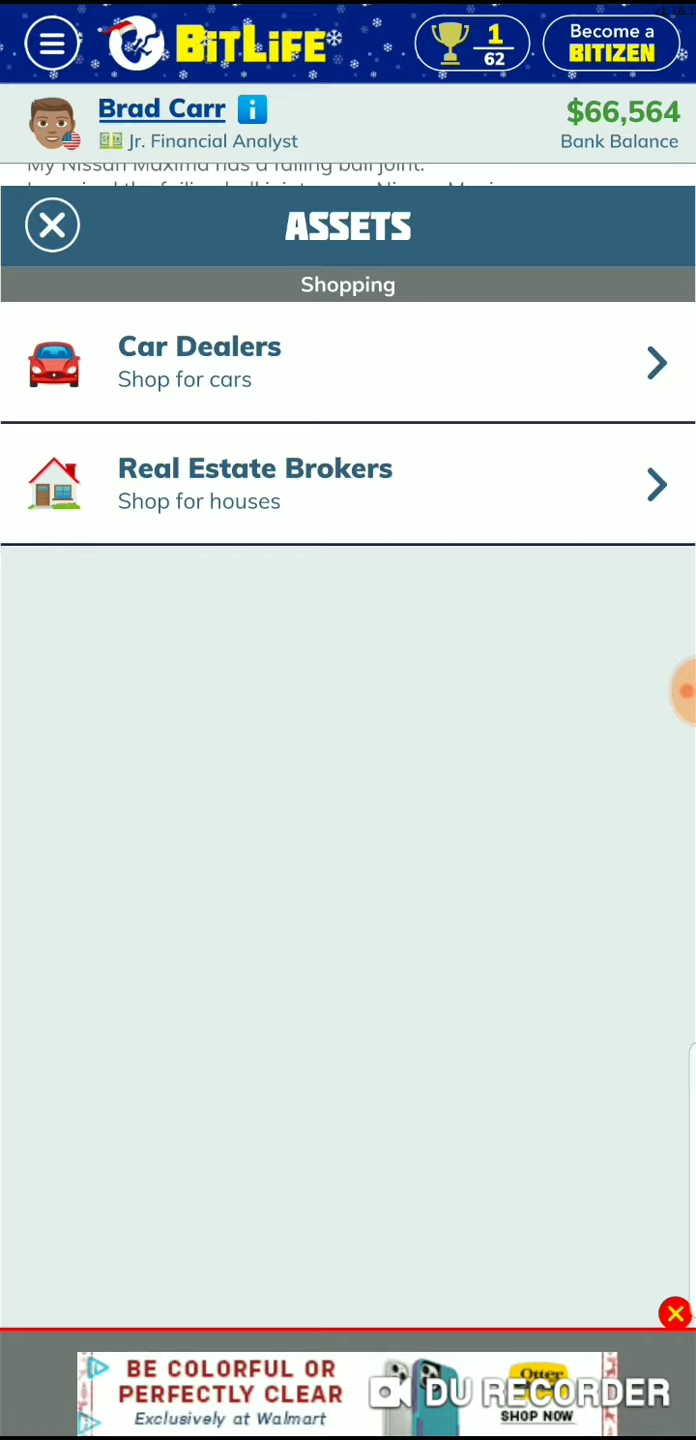 BitLife
1
62
Become a
BITIZEN
Brad Carr i
Jr. Financial Analyst
$66,564
Bank Balance
My Nissan Maxima has a failing ball joint.
ASSETS
Shopping
Car Dealers
Shop for cars
Real Estate Brokers
Shop for houses
BE COLORFUL OR
PERFECTLY CLEAR
Exclusively at Walmart
Otter
SHOP NOW
DU RECORDER